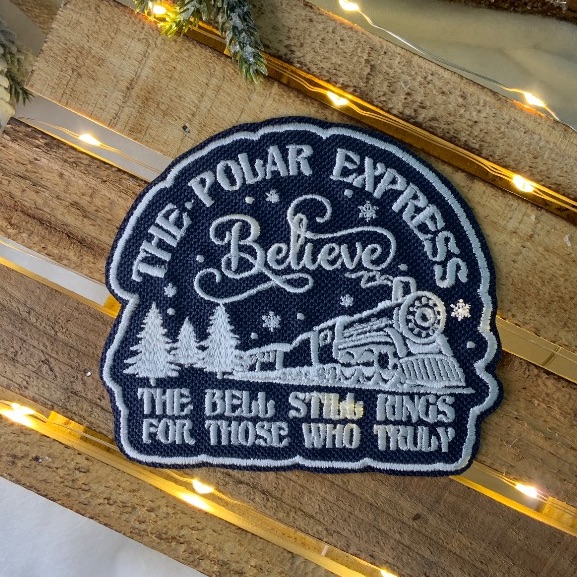 THE POLAR EXPRESS
Believe
THE BELL STILL RINGS
FOR THOSE WHO TRULY